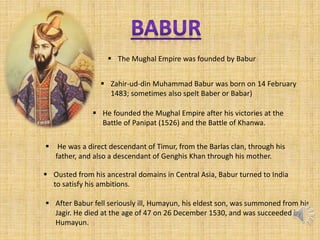 BABUR
▪ The Mughal Empire was founded by Babur
▪ Zahir-ud-din Muhammad Babur was born on 14 February
1483; sometimes also spelt Baber or Babar)
▪ He founded the Mughal Empire after his victories at the
Battle of Panipat (1526) and the Battle of Khanwa.
▪ He was a direct descendant of Timur, from the Barlas clan, through his
father, and also a descendant of Genghis Khan through his mother.
▪ Ousted from his ancestral domains in Central Asia, Babur turned to India
to satisfy his ambitions.
▪ After Babur fell seriously ill, Humayun, his eldest son, was summoned from his
Jagir. He died at the age of 47 on 26 December 1530, and was succeeded
Humayun.